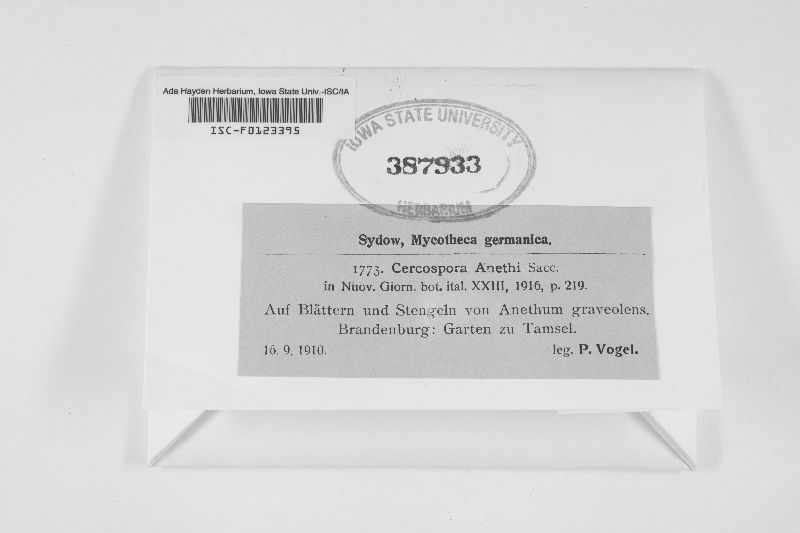 Ada Hayden Herbarium, Iowa State Univ.-ISC/IA
ISC-F0123395
IOWA STATE UNIVERSITY
387933
HERBARIUM
Sydow, Mycotheca germanica.
1773. Cercospora Anethi Sacc.
in Nuov. Giorn. bot. ital. XXIII, 1916, p. 219.
Auf Blättern und Stengeln von Anethum graveolens.
Brandenburg: Garten zu Tamsel.
16. 9. 1910. leg. P. Vogel.